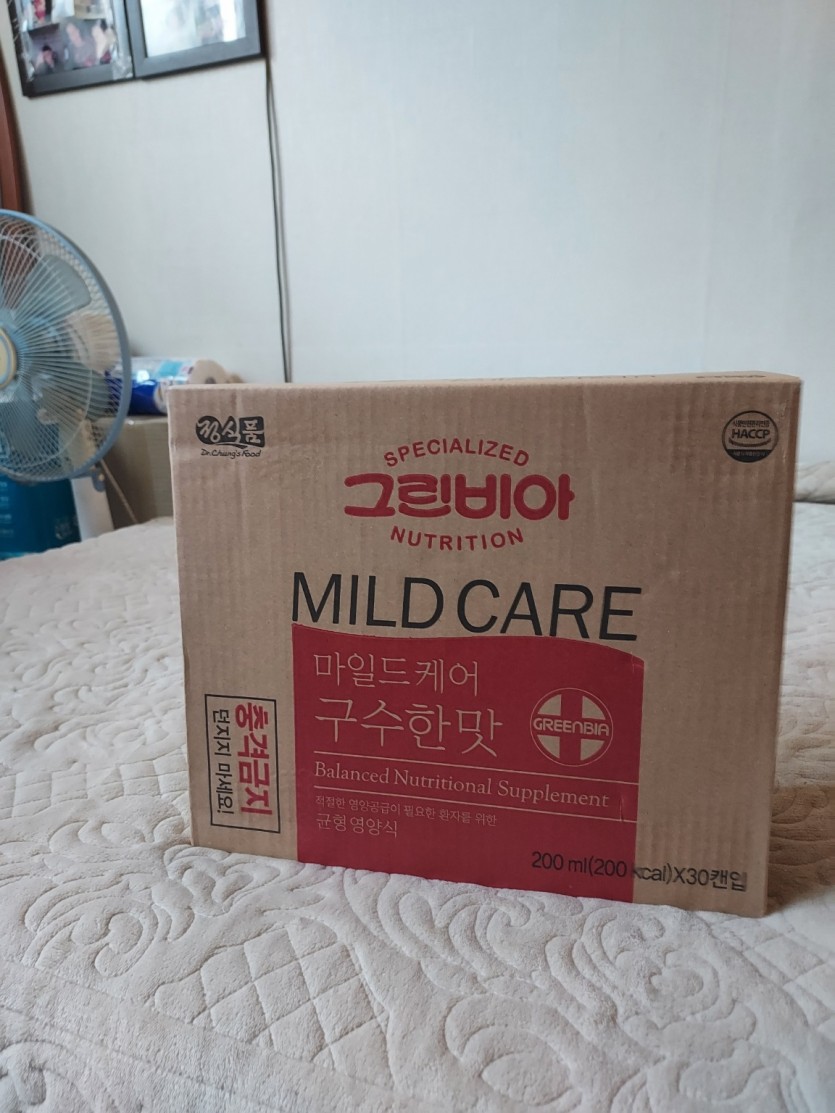 정식품
Dr.Chung's Food
HACCP
SPECIALIZED
그린비아
NUTRITION
MILD CARE
마일드케어
구수한맛
GREENBIA
Balanced Nutritional Supplement
적절한 영양공급이 필요한 환자를 위한
균형영양식
충격금지
던지지 마세요!
200 ml(200 kcal)X30캔입